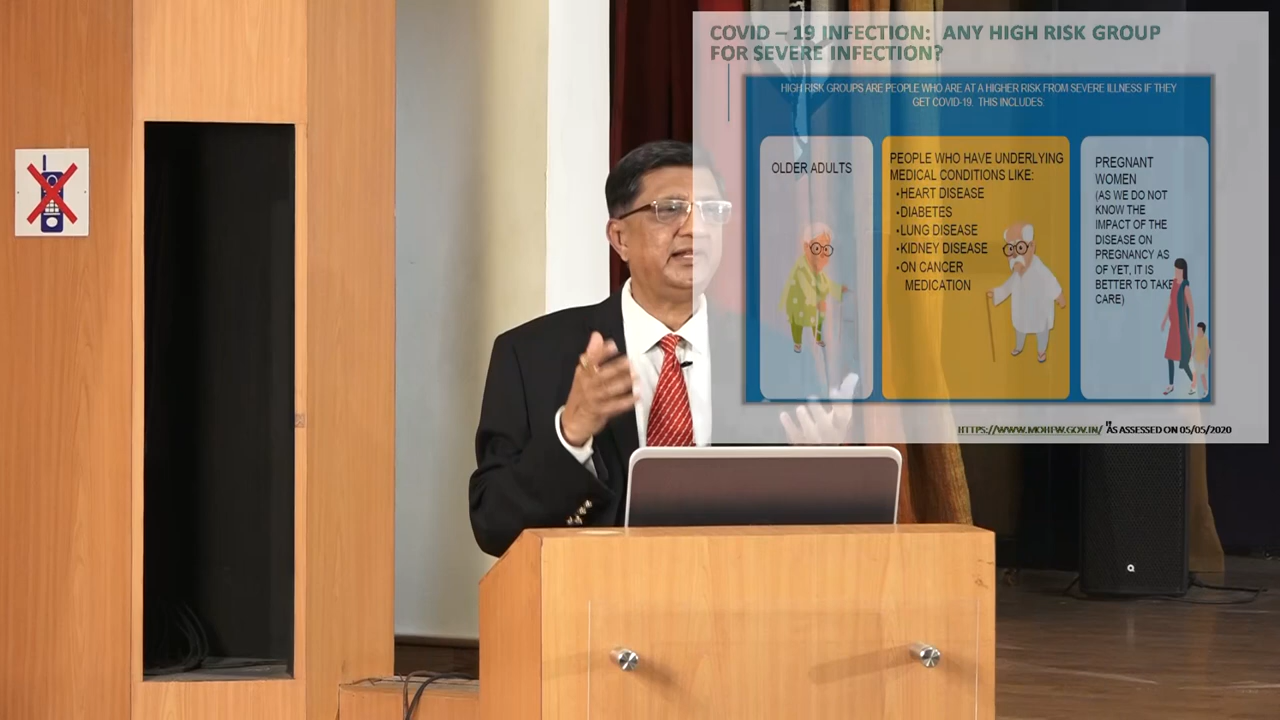 COVID – 19 INFECTION: ANY HIGH RISK GROUP
FOR SEVERE INFECTION?
HIGH RISK GROUPS ARE PEOPLE WHO ARE AT A HIGHER RISK FROM SEVERE ILLNESS IF THEY
GET COVID-19. THIS INCLUDES:
OLDER ADULTS
PEOPLE WHO HAVE UNDERLYING
MEDICAL CONDITIONS LIKE:
•HEART DISEASE
•DIABETES
•LUNG DISEASE
•KIDNEY DISEASE
•ON CANCER
MEDICATION
PREGNANT
WOMEN
(AS WE DO NOT
KNOW THE
IMPACT OF THE
DISEASE ON
PREGNANCY AS
OF YET, IT IS
BETTER TO TAKE
CARE)
HTTPS://WWW.MOHFW.GOV.IN/ AS ASSESSED ON 05/05/2020